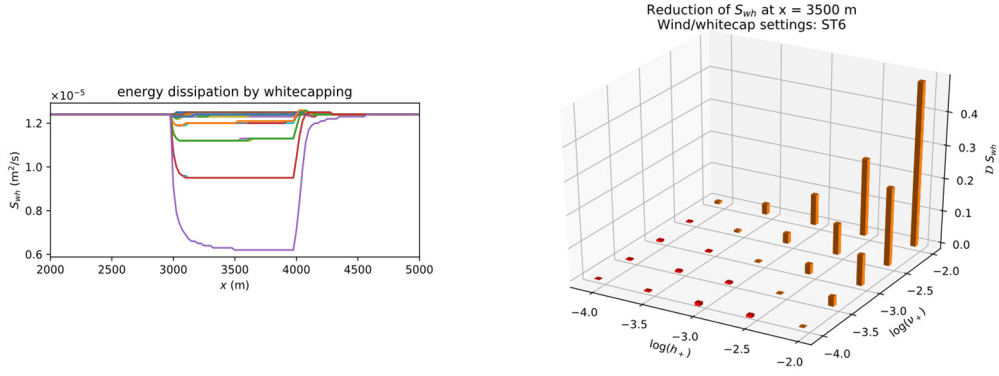 energy dissipation by whitecapping
×10⁻⁵
1.2
1.0
0.8
0.6
S_wh (m²/s)
2000 2500 3000 3500 4000 4500 5000
x (m)
Reduction of S_wh at x = 3500 m
Wind/whitecap settings: ST6
0.4
0.3
0.2
0.1
0.0
D S_wh
−4.0 −3.5 −3.0 −2.5 −2.0
log(h₊)
−4.0 −3.5 −3.0 −2.5 −2.0
log(ν₊)